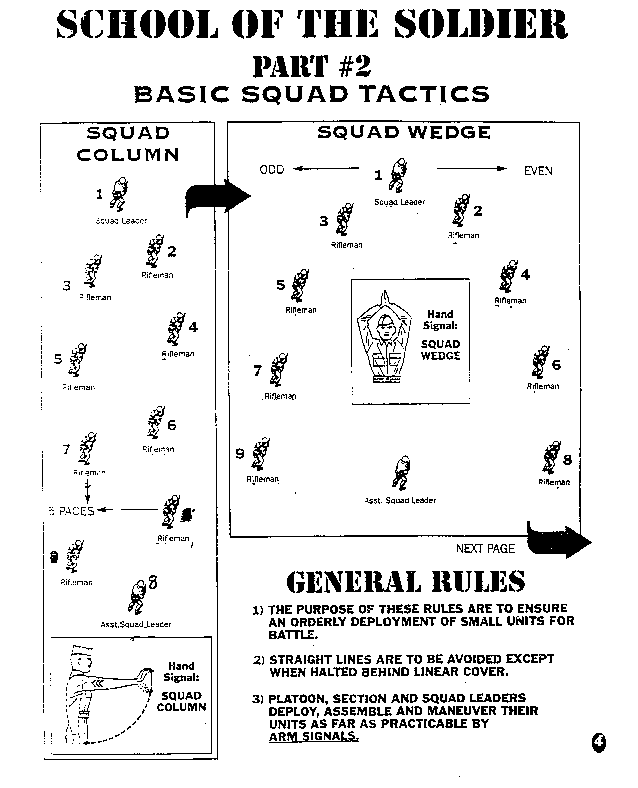 SCHOOL OF THE SOLDIER
PART #2
BASIC SQUAD TACTICS
SQUAD
COLUMN
1
Squad Leader
2
Rifleman
3
Rifleman
4
Rifleman
5
Rifleman
6
Rifleman
7
Rifleman
5 PACES
Rifleman
Rifleman
8
Asst. Squad Leader
Hand
Signal:
SQUAD
COLUMN
SQUAD WEDGE
ODD
EVEN
1
Squad Leader
2
Rifleman
3
Rifleman
4
Rifleman
5
Rifleman
Hand
Signal:
SQUAD
WEDGE
6
Rifleman
7
Rifleman
8
Rifleman
9
Rifleman
Asst. Squad Leader
NEXT PAGE
GENERAL RULES
1) THE PURPOSE OF THESE RULES ARE TO ENSURE
AN ORDERLY DEPLOYMENT OF SMALL UNITS FOR
BATTLE.
2) STRAIGHT LINES ARE TO BE AVOIDED EXCEPT
WHEN HALTED BEHIND LINEAR COVER.
3) PLATOON, SECTION AND SQUAD LEADERS
DEPLOY, ASSEMBLE AND MANEUVER THEIR
UNITS AS FAR AS PRACTICABLE BY
ARM SIGNALS.
4